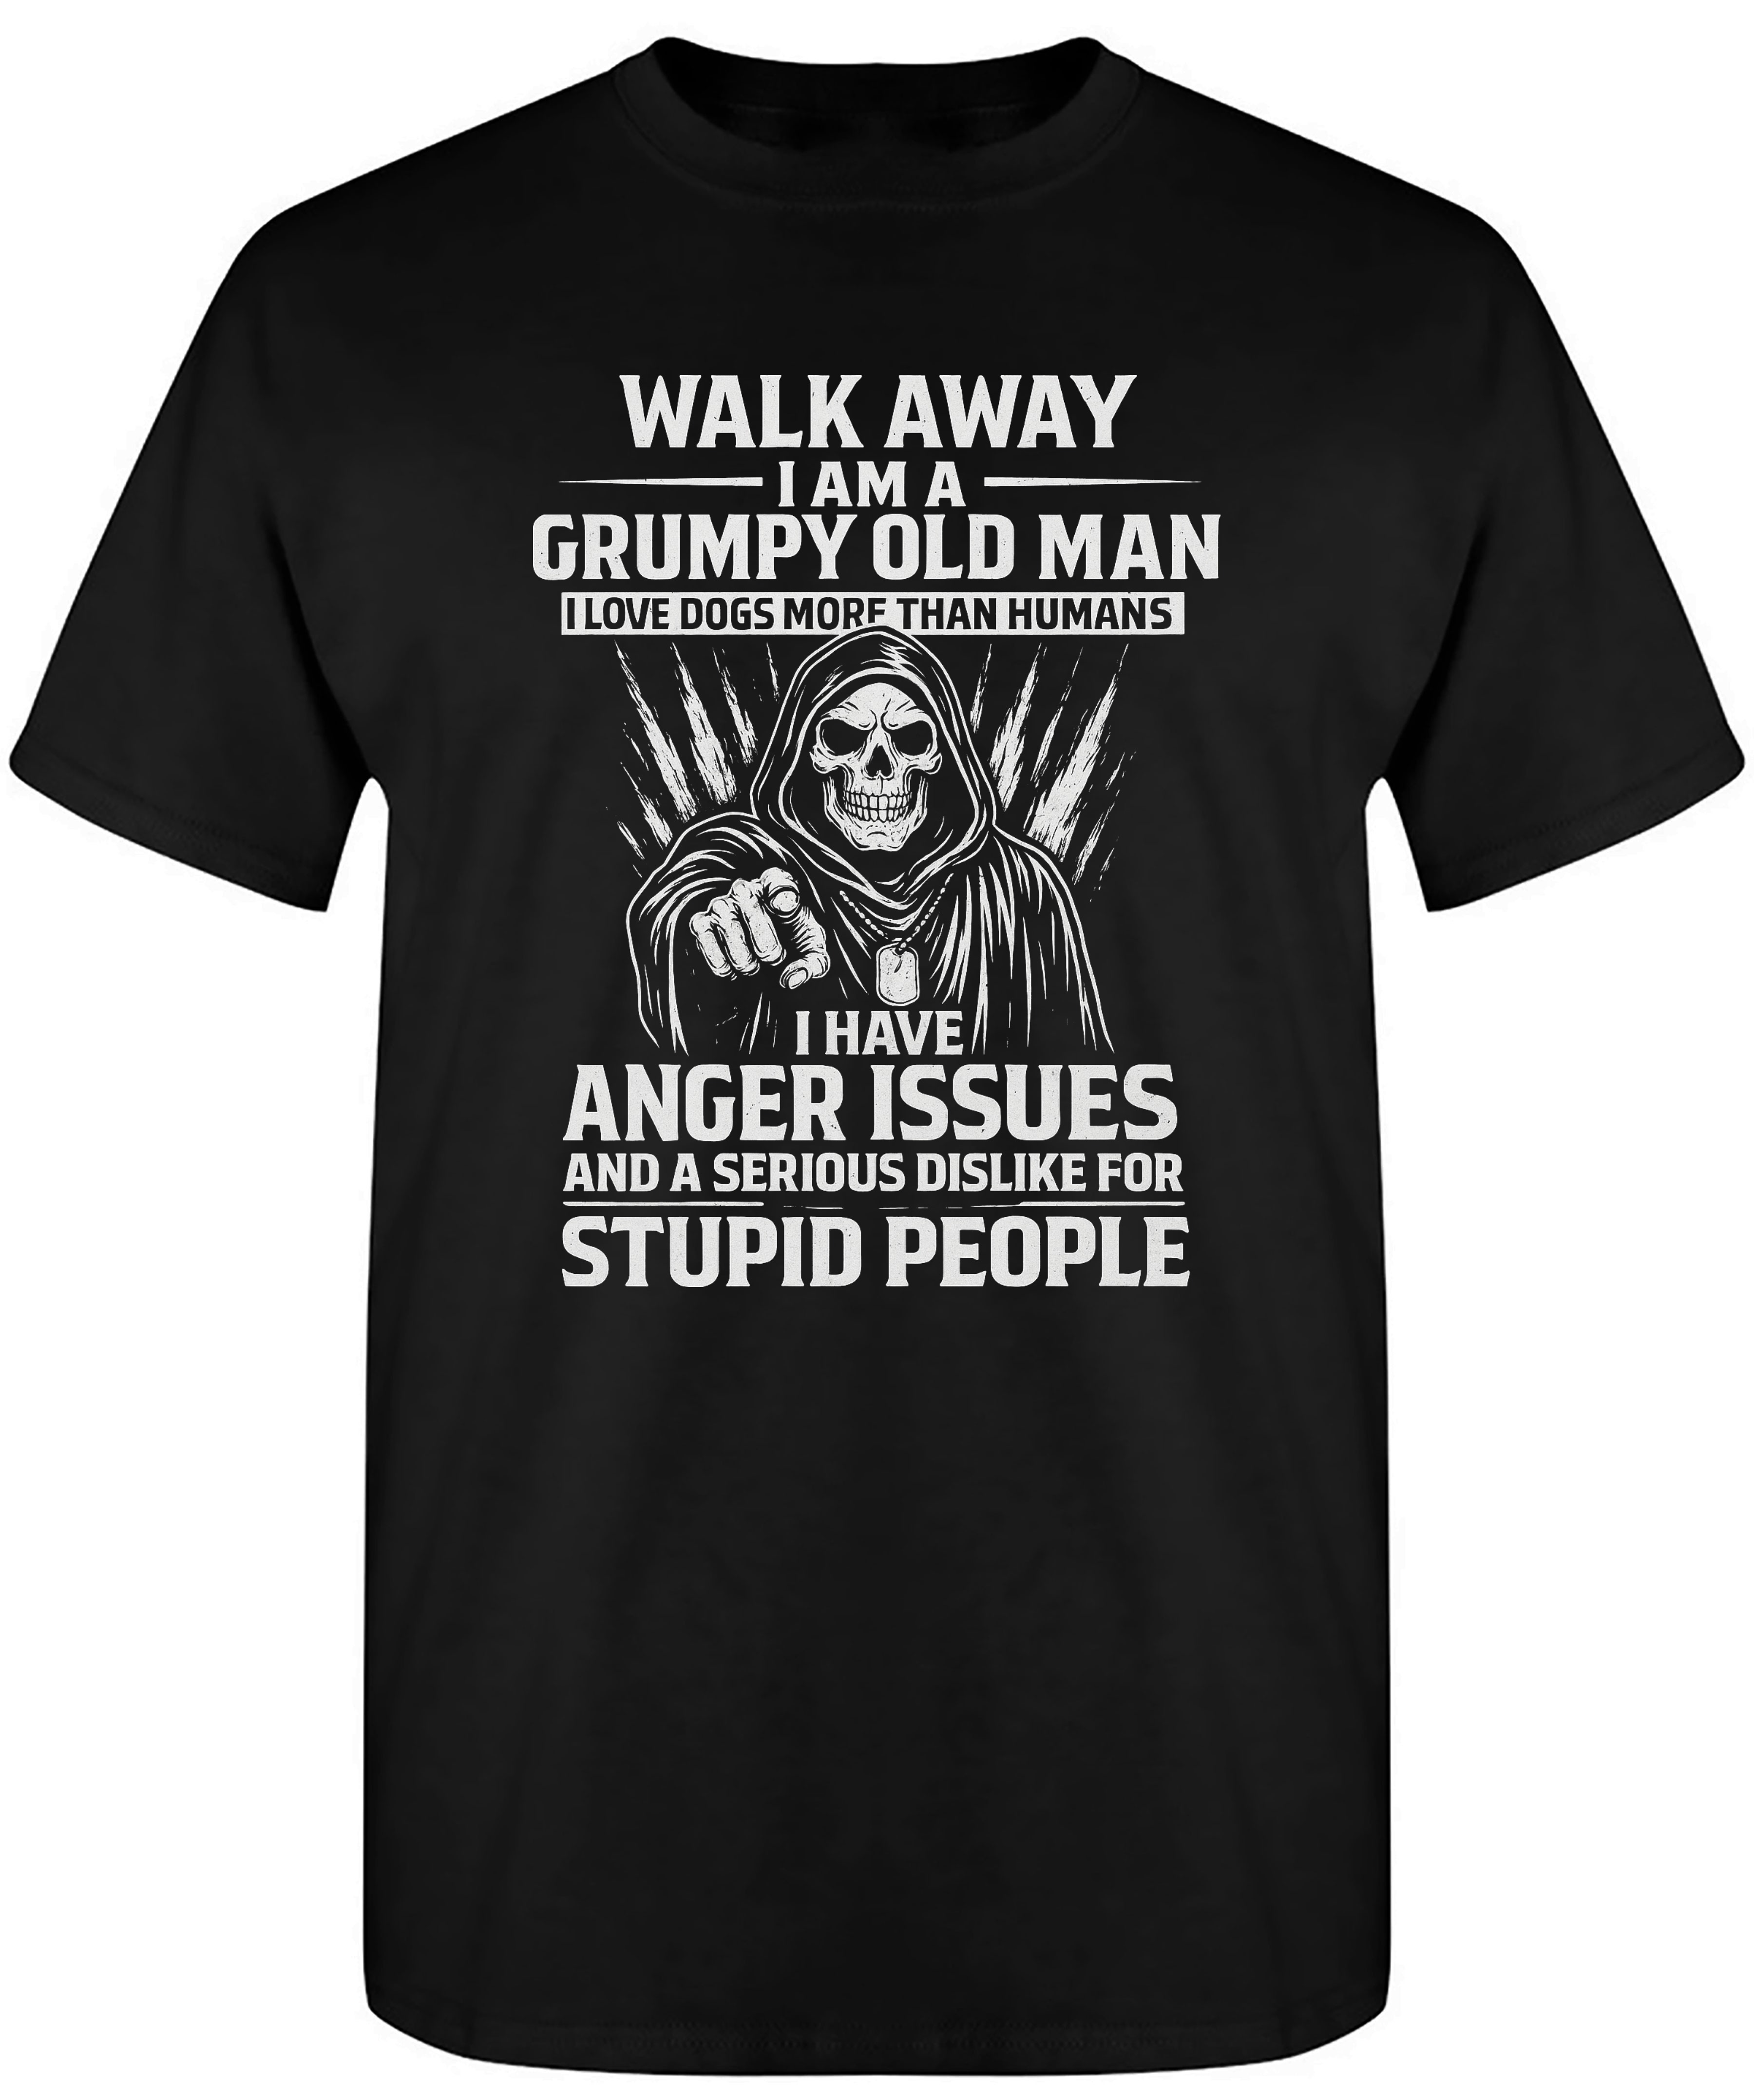 WALK AWAY
I AM A
GRUMPY OLD MAN
I LOVE DOGS MORE THAN HUMANS
I HAVE
ANGER ISSUES
AND A SERIOUS DISLIKE FOR
STUPID PEOPLE